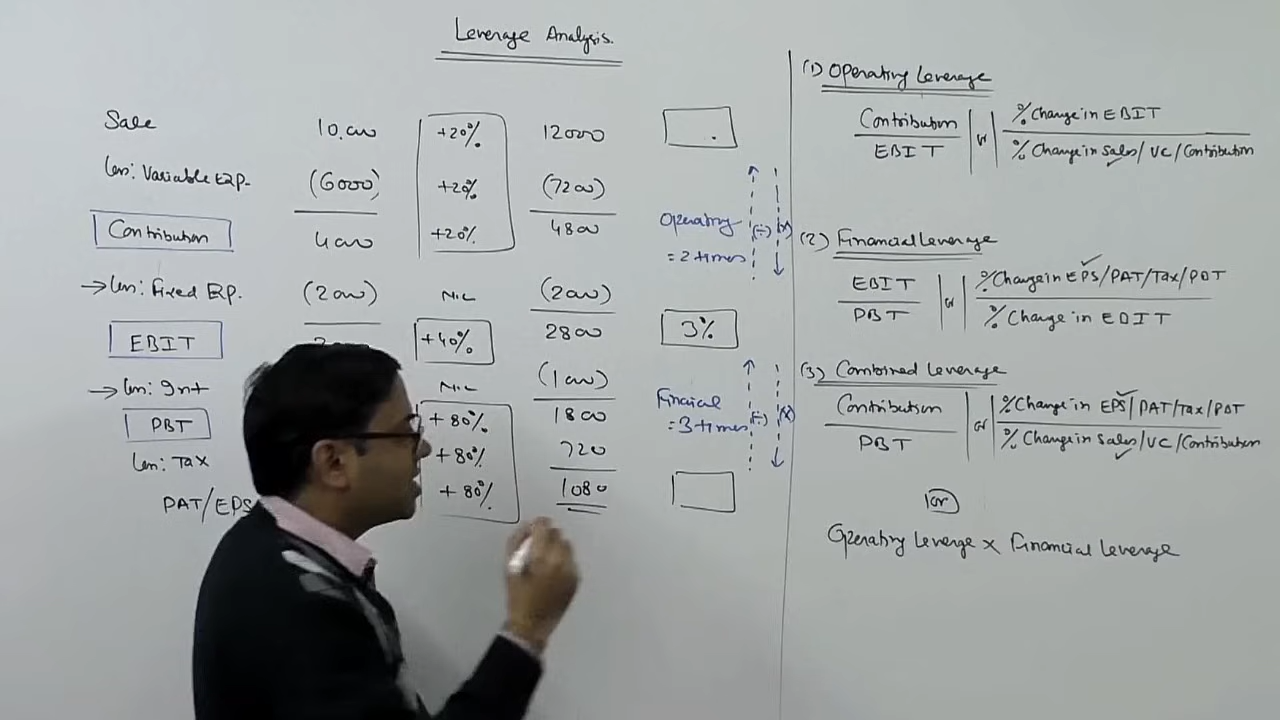 Leverage Analysis.
Sale 10,000 +20% 12000
Less: Variable Exp. (6000) +20% (7200)
Contribution 4000 +20% 4800
Less: Fixed Exp. (2000) NIL (2000)
EBIT +40% 2800 3%
Less: Int NIL (1000)
PBT +80% 1800
Less: Tax +80% 720
PAT/EPS +80% 1080
Operating (÷) (x)
=2 times
Financial (÷) (x)
=3 times
(1) Operating Leverage
Contribution or % Change in EBIT
EBIT % Change in Sales/VC/Contribution
(2) Financial Leverage
EBIT or % Change in EPS/PAT/Tax/PBT
PBT % Change in EBIT
(3) Combined Leverage
Contribution or % Change in EPS/PAT/Tax/PBT
PBT % Change in Sales/VC/Contribution
or
Operating Leverge x Financial Leverage